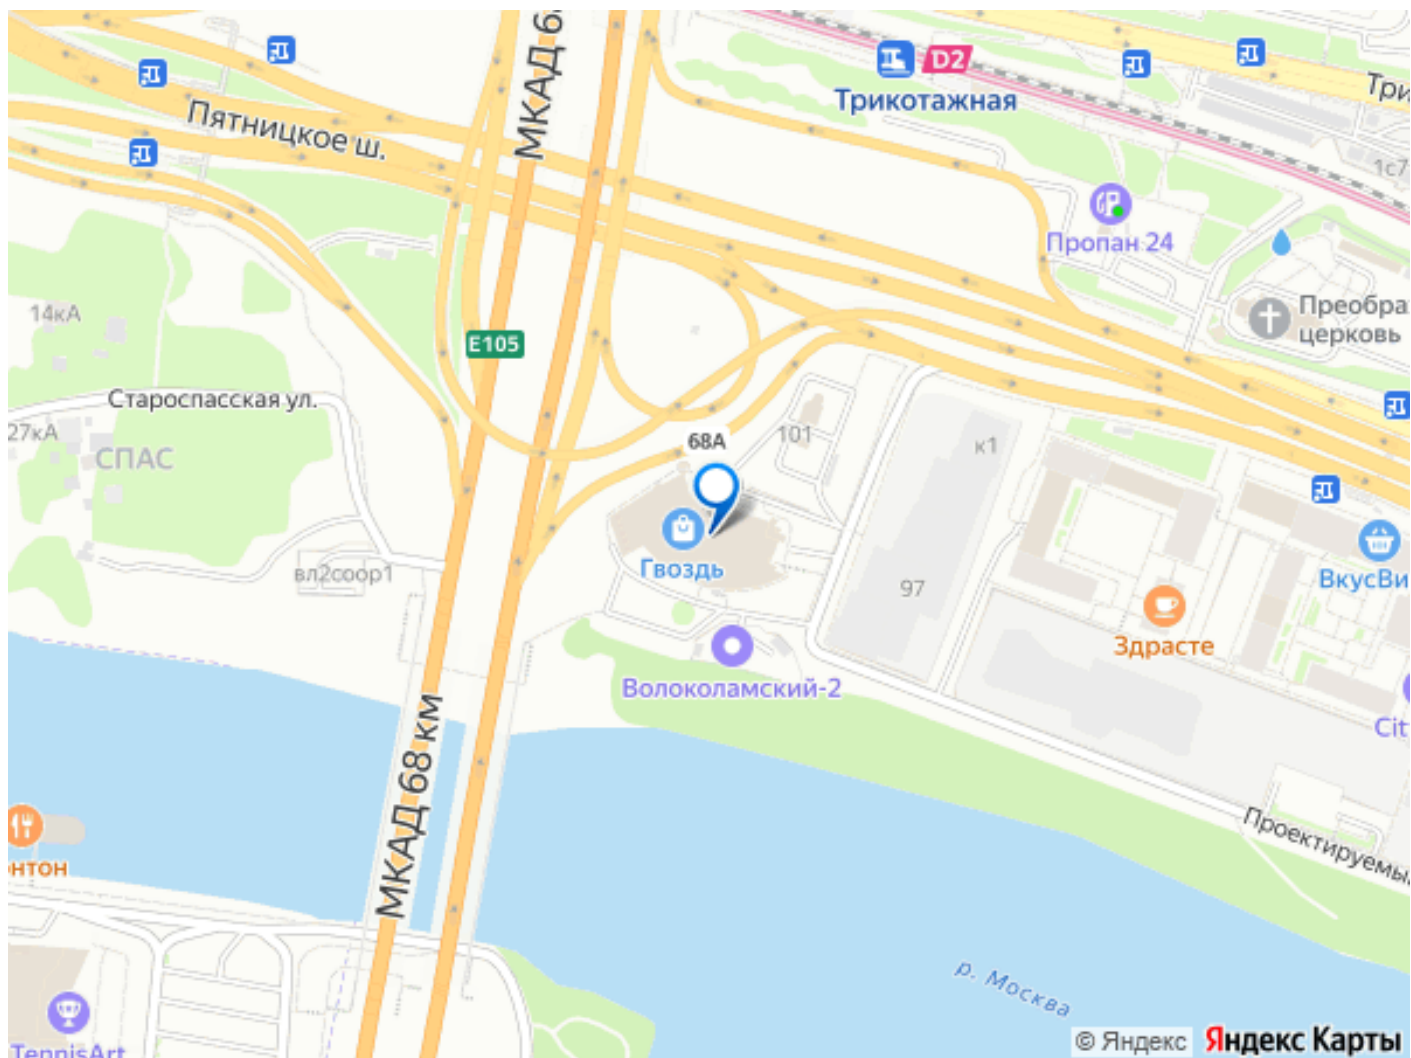 МКАД 6
D2
Трикотажная
Три
Пятницкое ш.
1с7
Пропан 24
14кА
Преобра
церковь
E105
Староспасская ул.
27кА
СПАС
68А
101
к1
Гвоздь
вл2соор1
97
ВкусВи
Здрасте
Волоколамский-2
Cit
МКАД 68 км
Проектируемы
онтон
р. Москва
TennisArt
© Яндекс Яндекс Карты